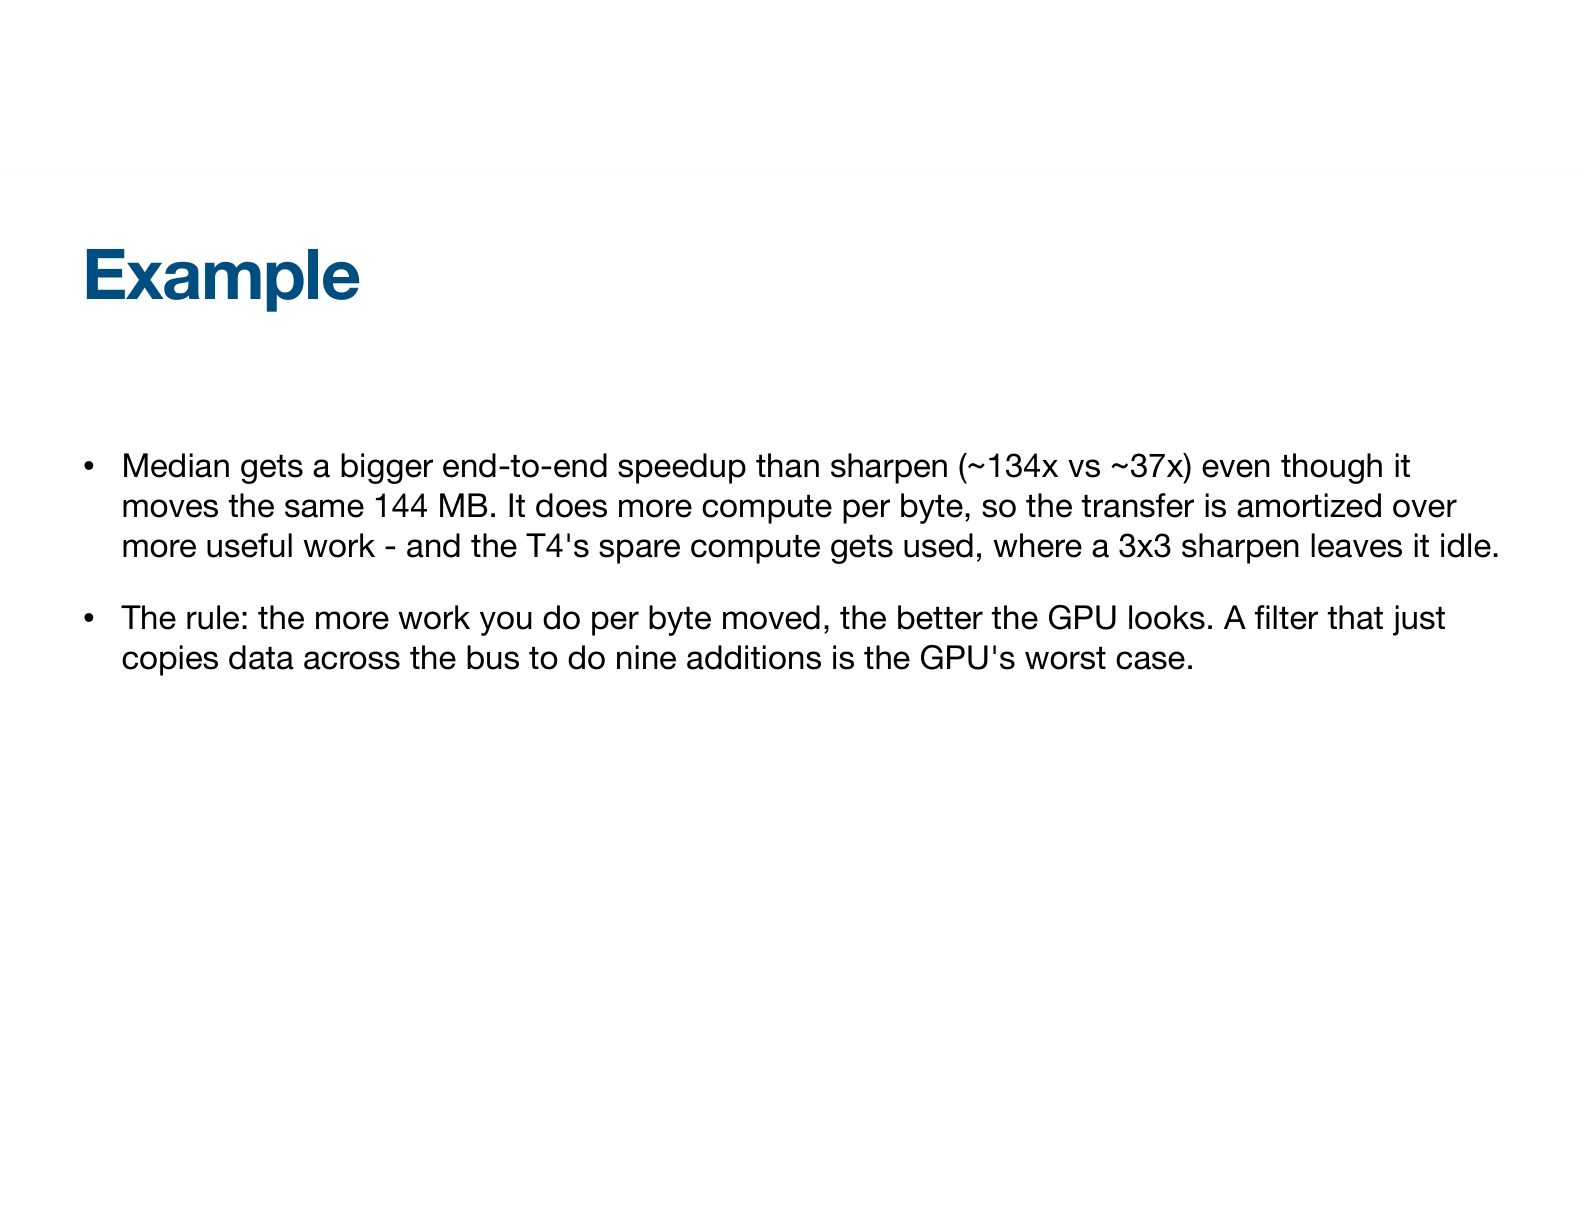 Example
• Median gets a bigger end-to-end speedup than sharpen (~134x vs ~37x) even though it
moves the same 144 MB. It does more compute per byte, so the transfer is amortized over
more useful work - and the T4's spare compute gets used, where a 3x3 sharpen leaves it idle.
• The rule: the more work you do per byte moved, the better the GPU looks. A filter that just
copies data across the bus to do nine additions is the GPU's worst case.